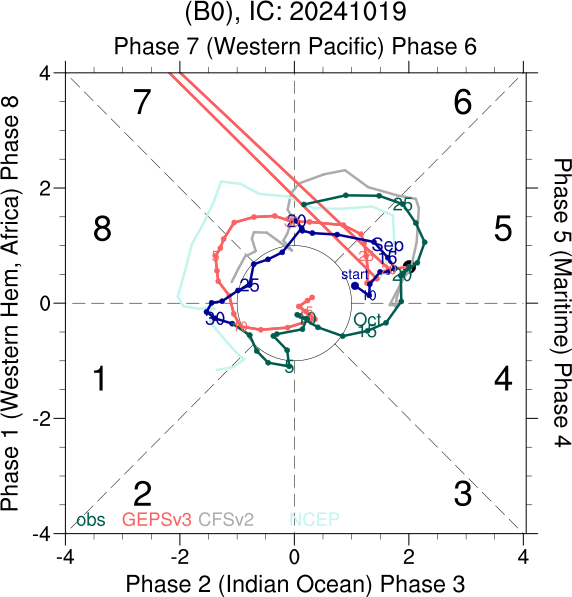 (B0), IC: 20241019
Phase 7 (Western Pacific) Phase 6
4
7
6
Phase 1 (Western Hem, Africa) Phase 8
2
25
8
20
5
Sep
15
start
20
25
10
0
Oct
30
15
5
1
4
Phase 5 (Maritime) Phase 4
-2
2
3
obs GEPSv3 CFSv2 NCEP
-4
-4 -2 0 2 4
Phase 2 (Indian Ocean) Phase 3